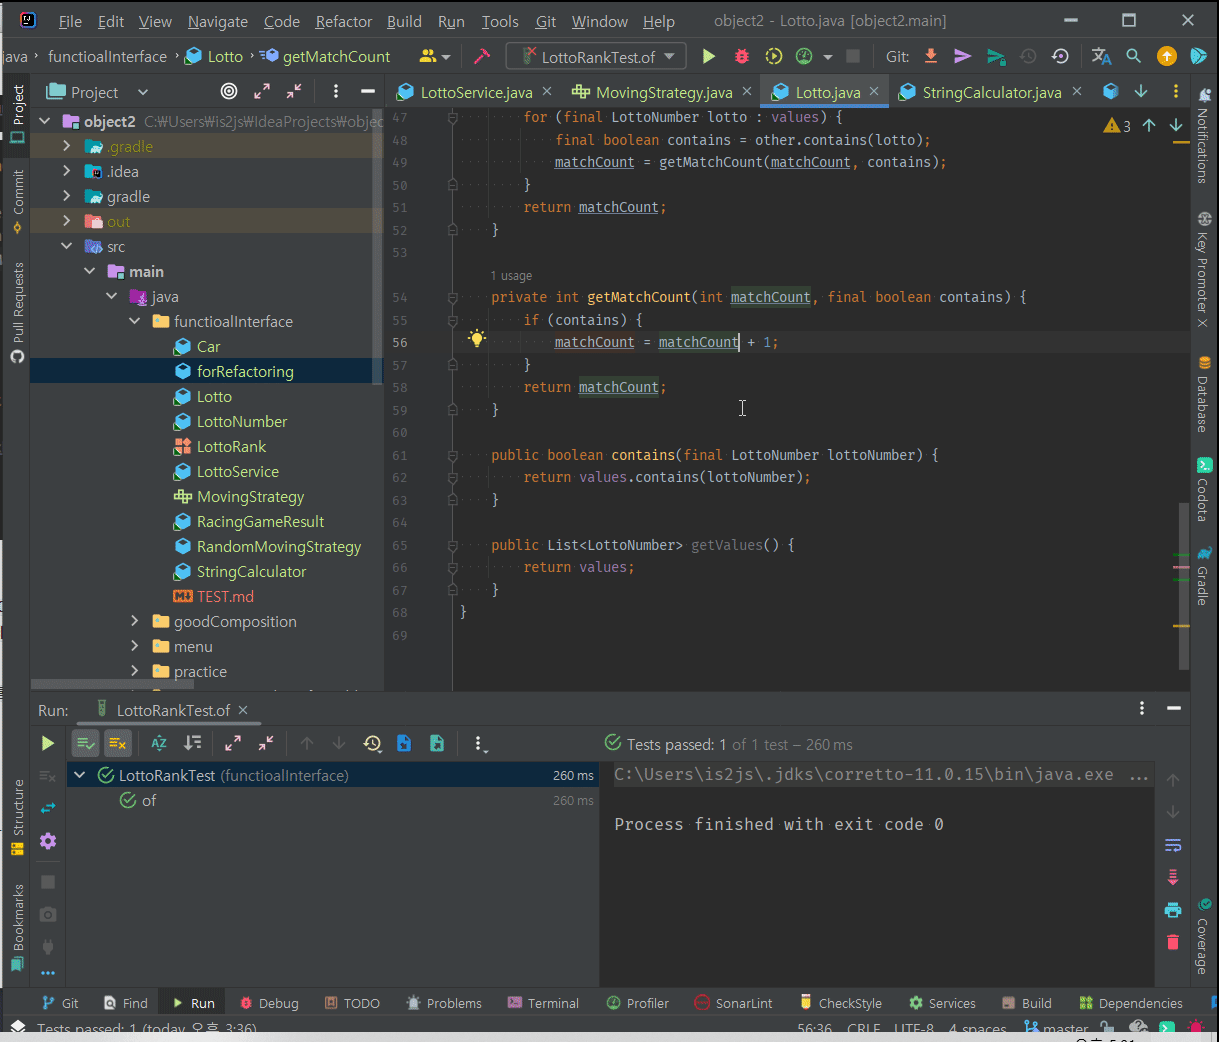 File Edit View Navigate Code Refactor Build Run Tools Git Window Help object2 - Lotto.java [object2.main]
java functioalInterface Lotto getMatchCount LottoRankTest.of Git:
Project
LottoService.java MovingStrategy.java Lotto.java StringCalculator.java
object2 C:￦Users￦is2js￦IdeaProjects￦objec
.gradle
.idea
gradle
out
src
main
java
functioalInterface
Car
forRefactoring
Lotto
LottoNumber
LottoRank
LottoService
MovingStrategy
RacingGameResult
RandomMovingStrategy
StringCalculator
TEST.md
goodComposition
menu
practice
3
47 for (final LottoNumber lotto : values) {
48 final boolean contains = other.contains(lotto);
49 matchCount = getMatchCount(matchCount, contains);
50 }
51 return matchCount;
52 }
53
1 usage
54 private int getMatchCount(int matchCount, final boolean contains) {
55 if (contains) {
56 matchCount = matchCount + 1;
57 }
58 return matchCount;
59 }
60
61 public boolean contains(final LottoNumber lottoNumber) {
62 return values.contains(lottoNumber);
63 }
64
65 public List<LottoNumber> getValues() {
66 return values;
67 }
68 }
69
Project
Commit
Pull Requests
Structure
Bookmarks
Notifications
Key Promoter X
Database
Codota
Gradle
Coverage
Run: LottoRankTest.of
Tests passed: 1 of 1 test – 260 ms
LottoRankTest (functioalInterface) 260 ms
of 260 ms
C:\Users\is2js\.jdks\corretto-11.0.15\bin\java.exe ...
Process finished with exit code 0
Git Find Run Debug TODO Problems Terminal Profiler SonarLint CheckStyle Services Build Dependencies
Tests passed: 1 (today 오후 3:36) 56:36 CRLF UTF-8 4 spaces master